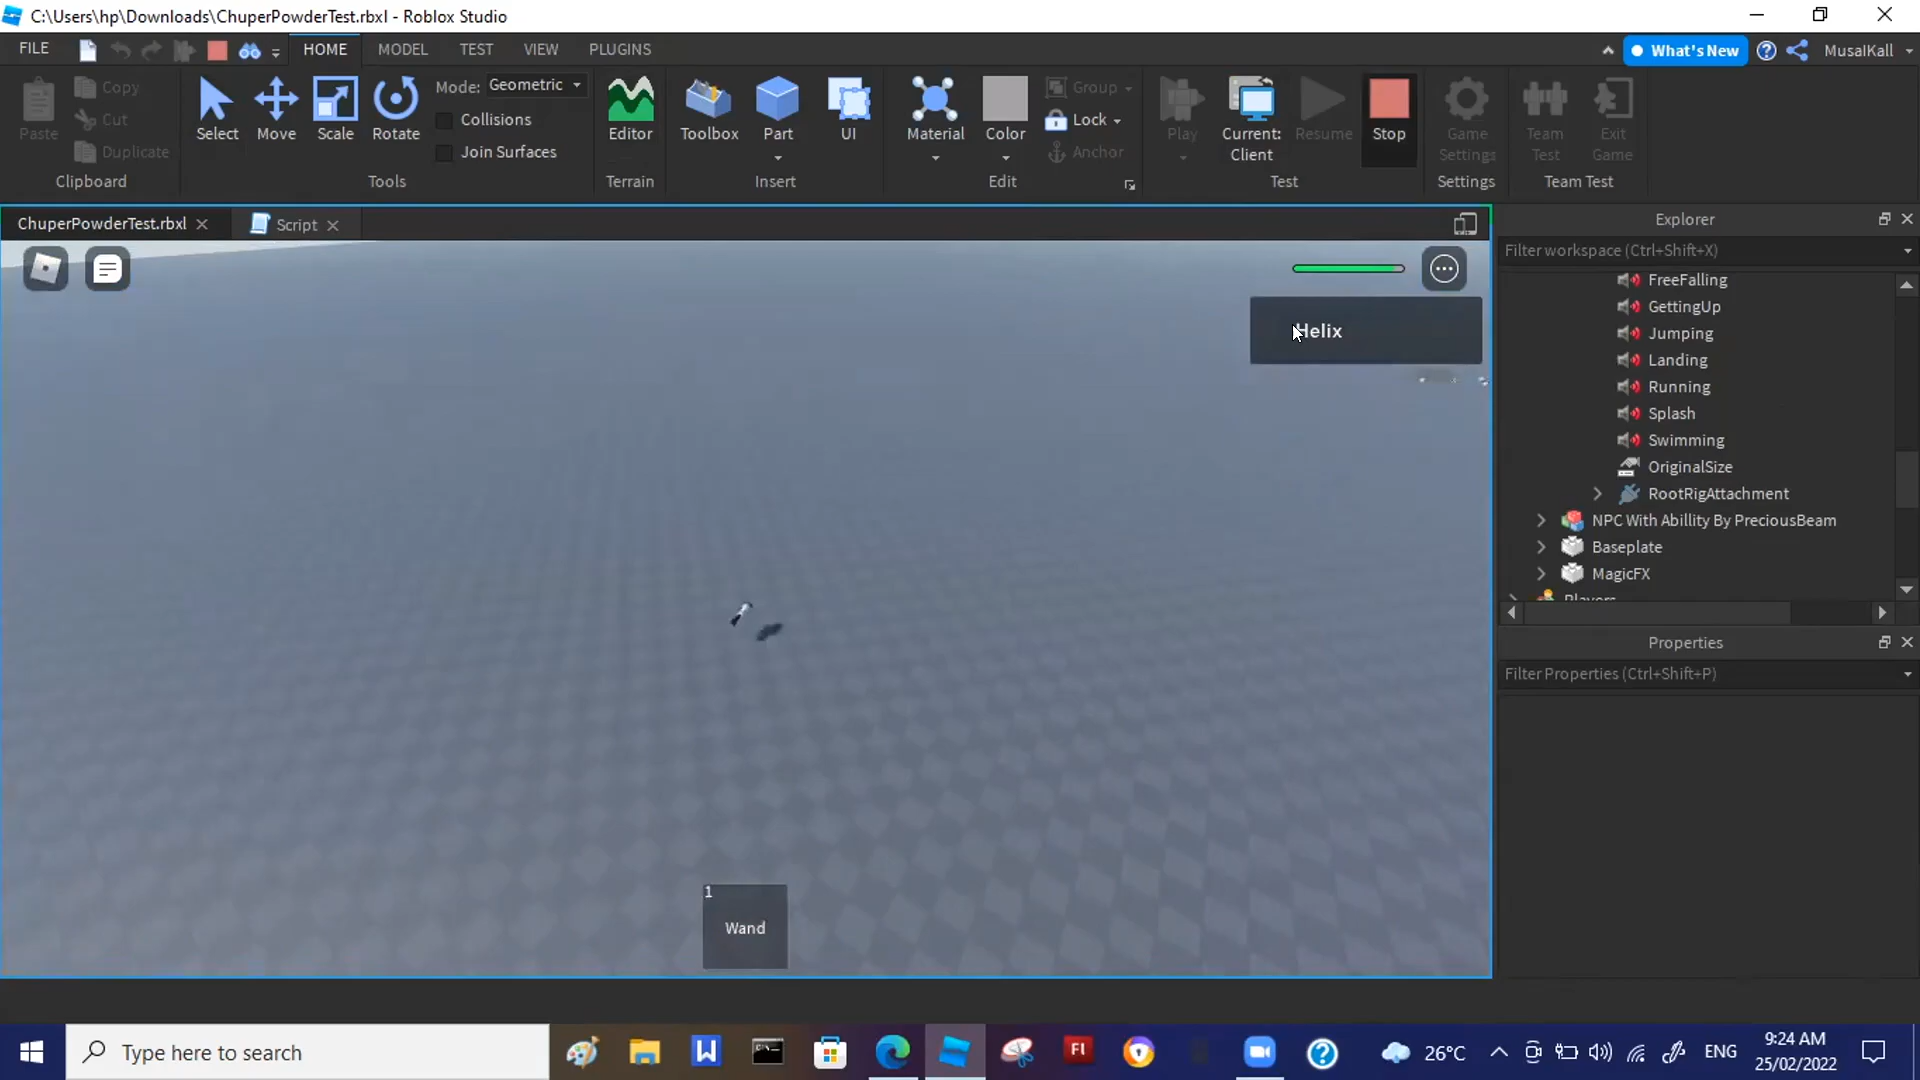 C:\Users\hp\Downloads\ChuperPowderTest.rbxl - Roblox Studio
FILE HOME MODEL TEST VIEW PLUGINS What's New MusaIKall
Paste Copy Cut Duplicate
Clipboard
Select Move Scale Rotate
Mode: Geometric
Collisions
Join Surfaces
Tools
Editor
Terrain
Toolbox Part UI
Insert
Material Color
Group
Lock
Anchor
Edit
Play Current: Client Resume Stop
Test
Game Settings
Settings
Team Test Exit Game
Team Test
ChuperPowderTest.rbxl Script
Explorer
Filter workspace (Ctrl+Shift+X)
FreeFalling
GettingUp
Jumping
Landing
Running
Splash
Swimming
OriginalSize
RootRigAttachment
NPC With Abillity By PreciousBeam
Baseplate
MagicFX
Players
Properties
Filter Properties (Ctrl+Shift+P)
Helix
1
Wand
Type here to search
W
Fl
26°C
ENG
9:24 AM
25/02/2022